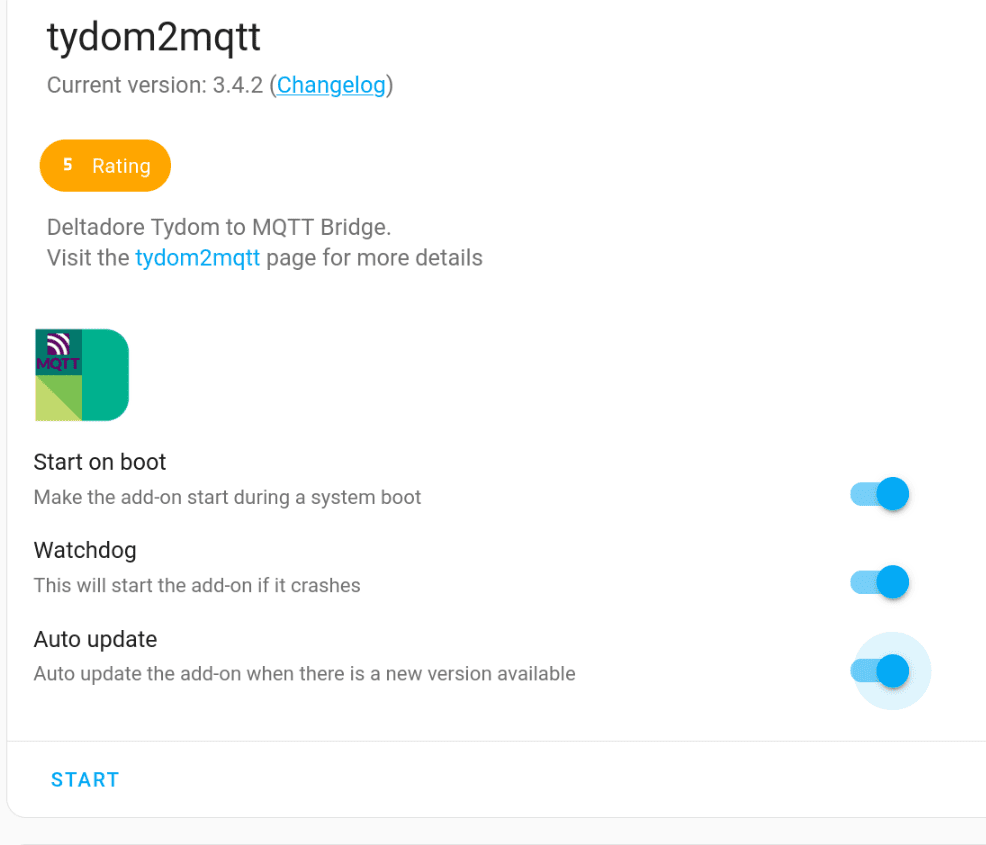 tydom2mqtt
Current version: 3.4.2 (Changelog)
5 Rating
Deltadore Tydom to MQTT Bridge.
Visit the tydom2mqtt page for more details
MQTT
Start on boot
Make the add-on start during a system boot
Watchdog
This will start the add-on if it crashes
Auto update
Auto update the add-on when there is a new version available
START